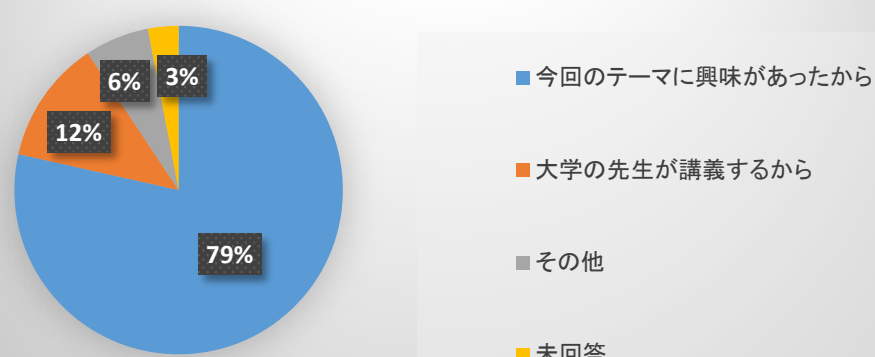 6%
3%
12%
79%
今回のテーマに興味があったから
大学の先生が講義するから
その他
未回答